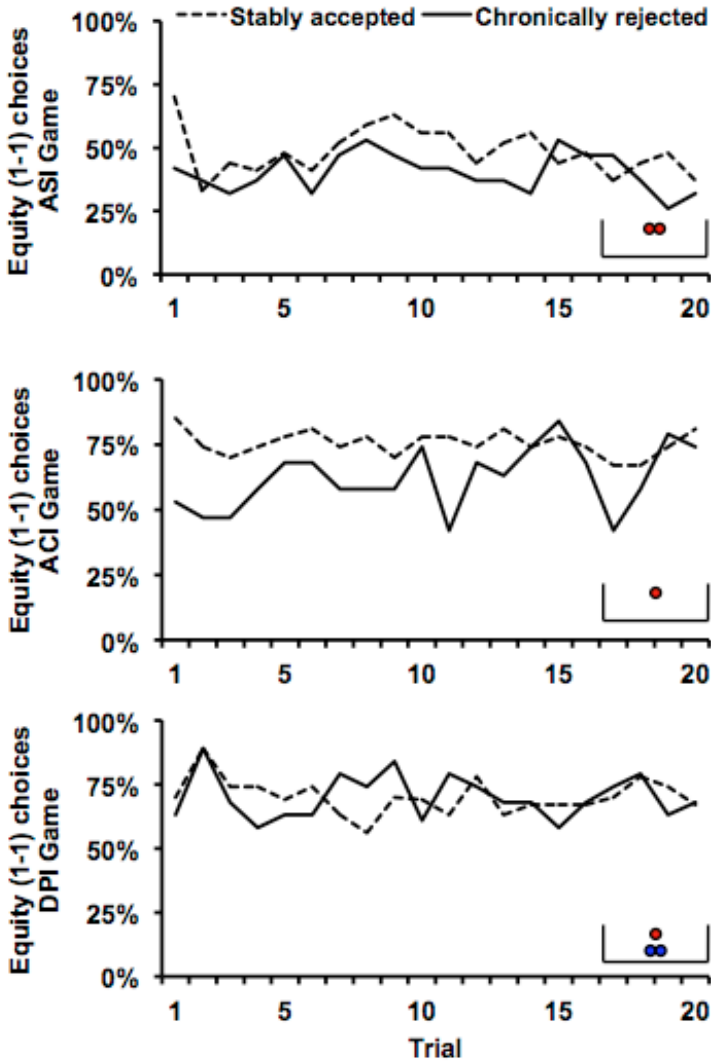 Stably accepted Chronically rejected
Equity (1-1) choices
ASI Game
100%
75%
50%
25%
0%
1 5 10 15 20
Equity (1-1) choices
ACI Game
100%
75%
50%
25%
0%
1 5 10 15 20
Equity (1-1) choices
DPI Game
100%
75%
50%
25%
0%
1 5 10 15 20
Trial